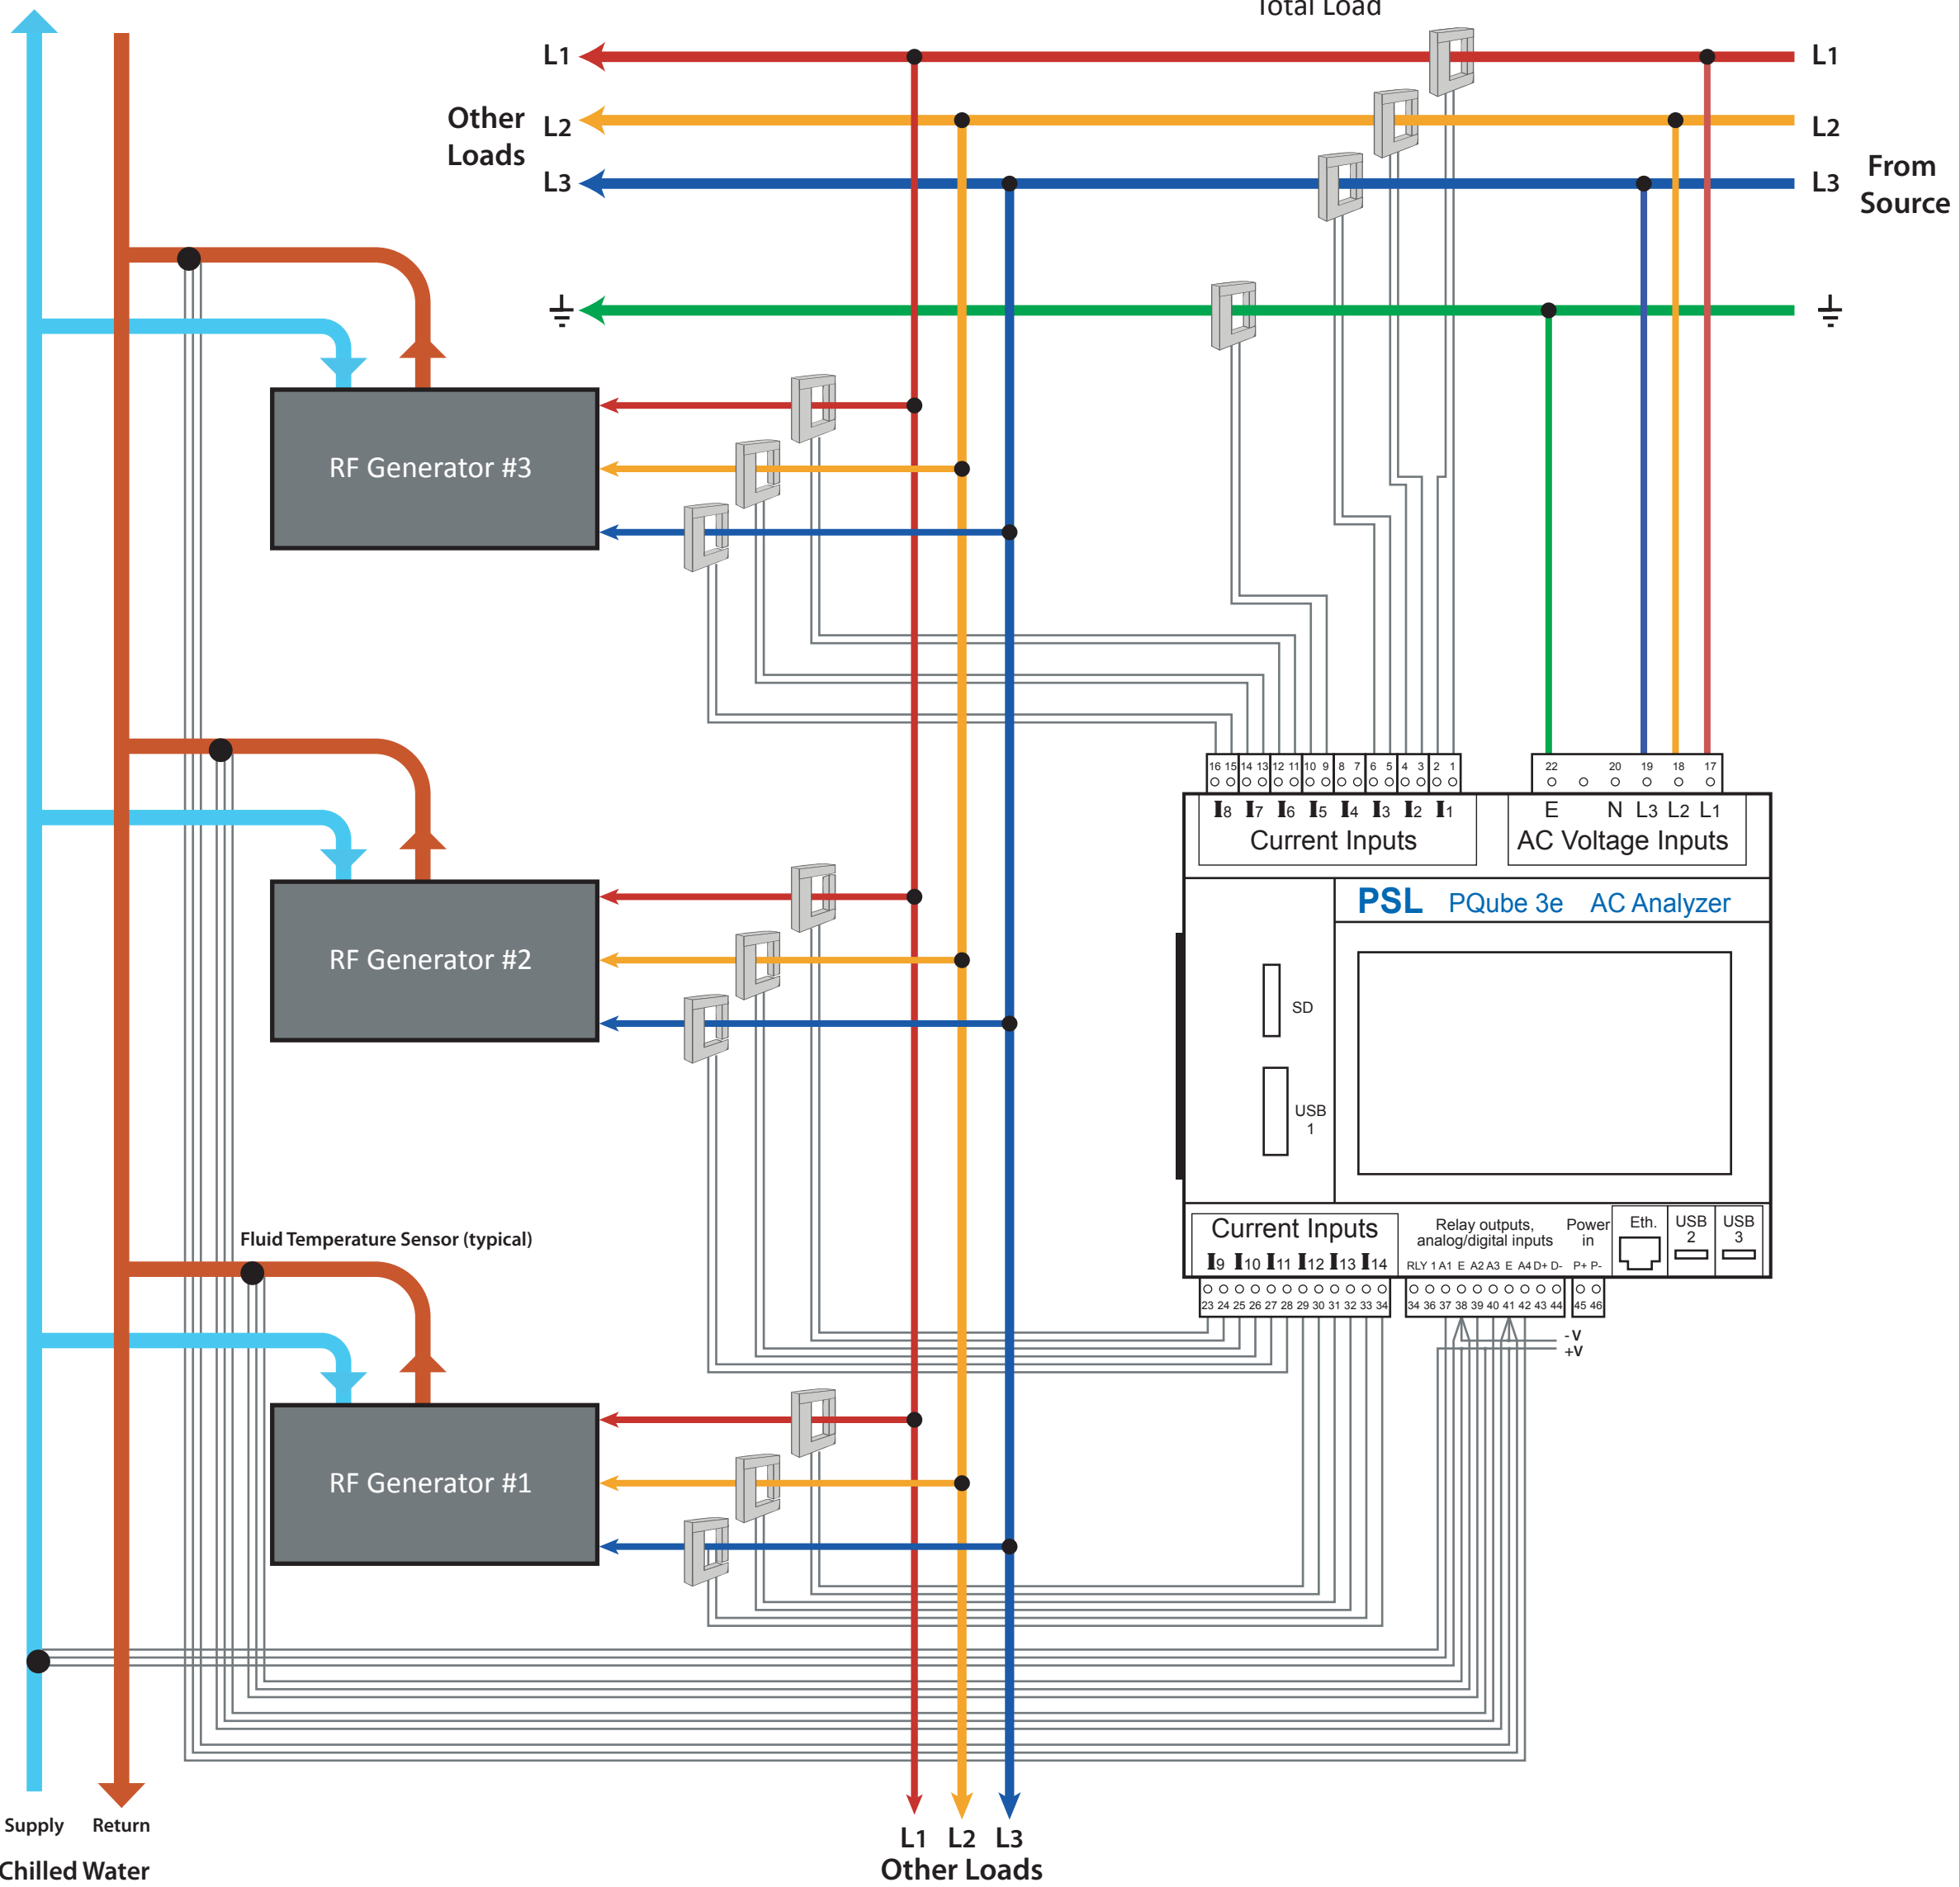 Total Load
L1
L1
Other
Loads
L2
L2
L3
L3
From
Source
RF Generator #3
16 15 14 13 12 11 10 9 8 7 6 5 4 3 2 1
22 20 19 18 17
I8 I7 I6 I5 I4 I3 I2 I1
E N L3 L2 L1
Current Inputs
AC Voltage Inputs
PSL PQube 3e AC Analyzer
RF Generator #2
SD
USB
1
Fluid Temperature Sensor (typical)
Current Inputs
I9 I10 I11 I12 I13 I14
Relay outputs,
analog/digital inputs
RLY 1 A1 E A2 A3 E A4 D+ D-
Power
in
P+ P-
Eth.
USB
2
USB
3
23 24 25 26 27 28 29 30 31 32 33 34
34 36 37 38 39 40 41 42 43 44
45 46
-V
+V
RF Generator #1
Supply
Return
Chilled Water
L1 L2 L3
Other Loads